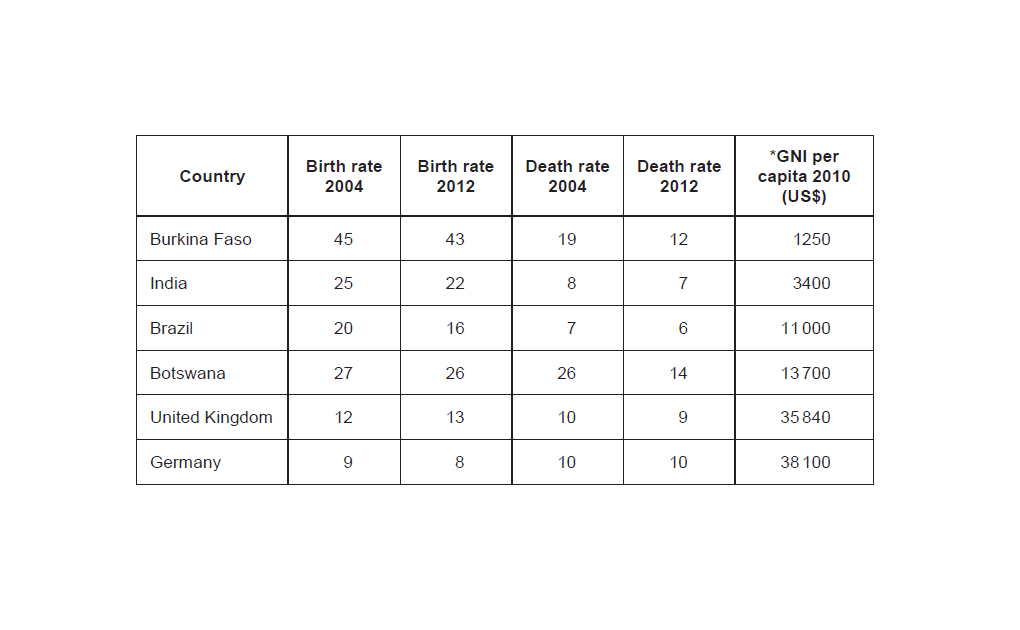 Country Birth rate 2004 Birth rate 2012 Death rate 2004 Death rate 2012 *GNI per capita 2010 (US$)
Burkina Faso 45 43 19 12 1250
India 25 22 8 7 3400
Brazil 20 16 7 6 11 000
Botswana 27 26 26 14 13 700
United Kingdom 12 13 10 9 35 840
Germany 9 8 10 10 38 100